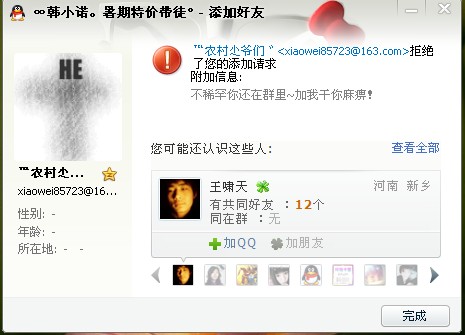 ∞韩小诺。暑期特价带徒° - 添加好友
HE
™农村尐...
xiaowei85723@16...
性别: -
年龄: -
所在地: - -
™农村尐爷们〝<xiaowei85723@163.com>拒绝
了您的添加请求
附加信息:
不稀罕你还在群里~加我干你麻痹！
您可能还认识这些人:
查看全部
王啸天
河南 新乡
有共同好友 : 12个
同在群 : 无
加QQ 加朋友
完成